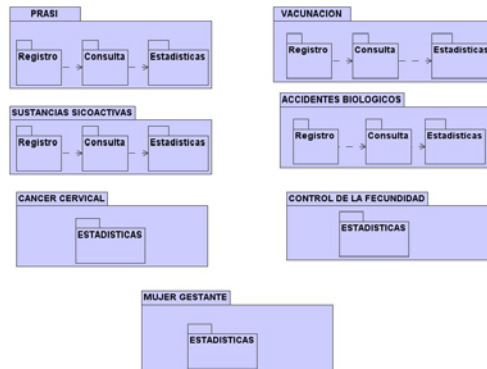 PRASI
Registro Consulta Estadisticas
VACUNACION
Registro Consulta Estadisticas
SUSTANCIAS SICOACTIVAS
Registro Consulta Estadisticas
ACCIDENTES BIOLOGICOS
Registro Consulta Estadisticas
CANCER CERVICAL
ESTADISTICAS
CONTROL DE LA FECUNDIDAD
ESTADISTICAS
MUJER GESTANTE
ESTADISTICAS